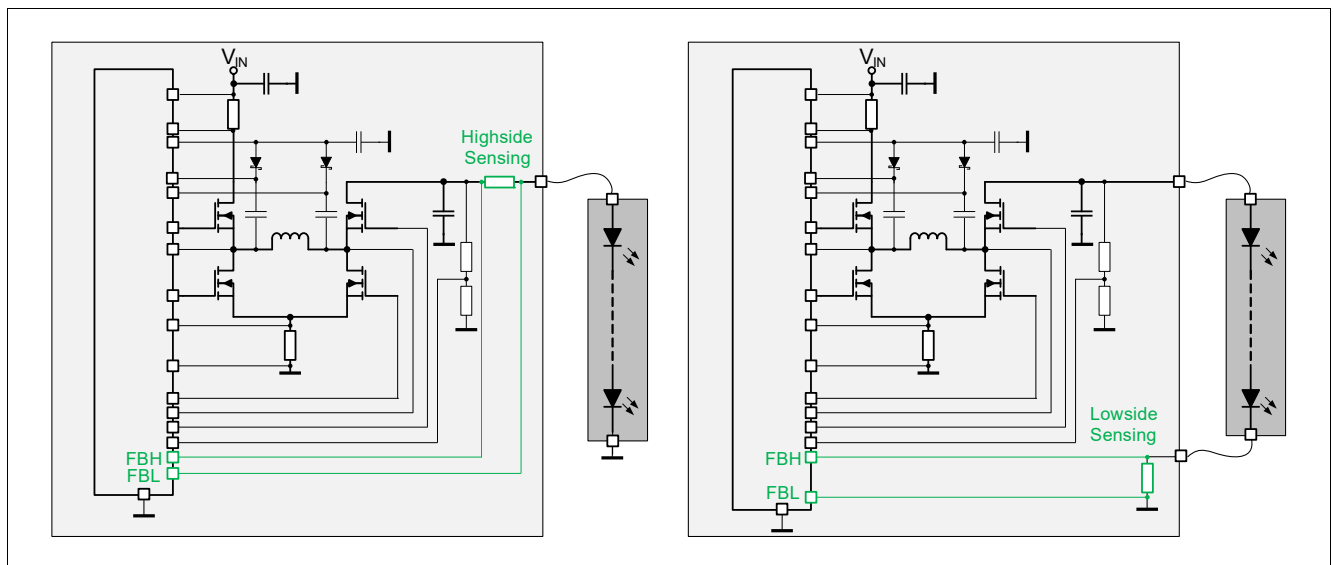 VIN
Highside
Sensing
FBH
FBL
VIN
Lowside
Sensing
FBH
FBL